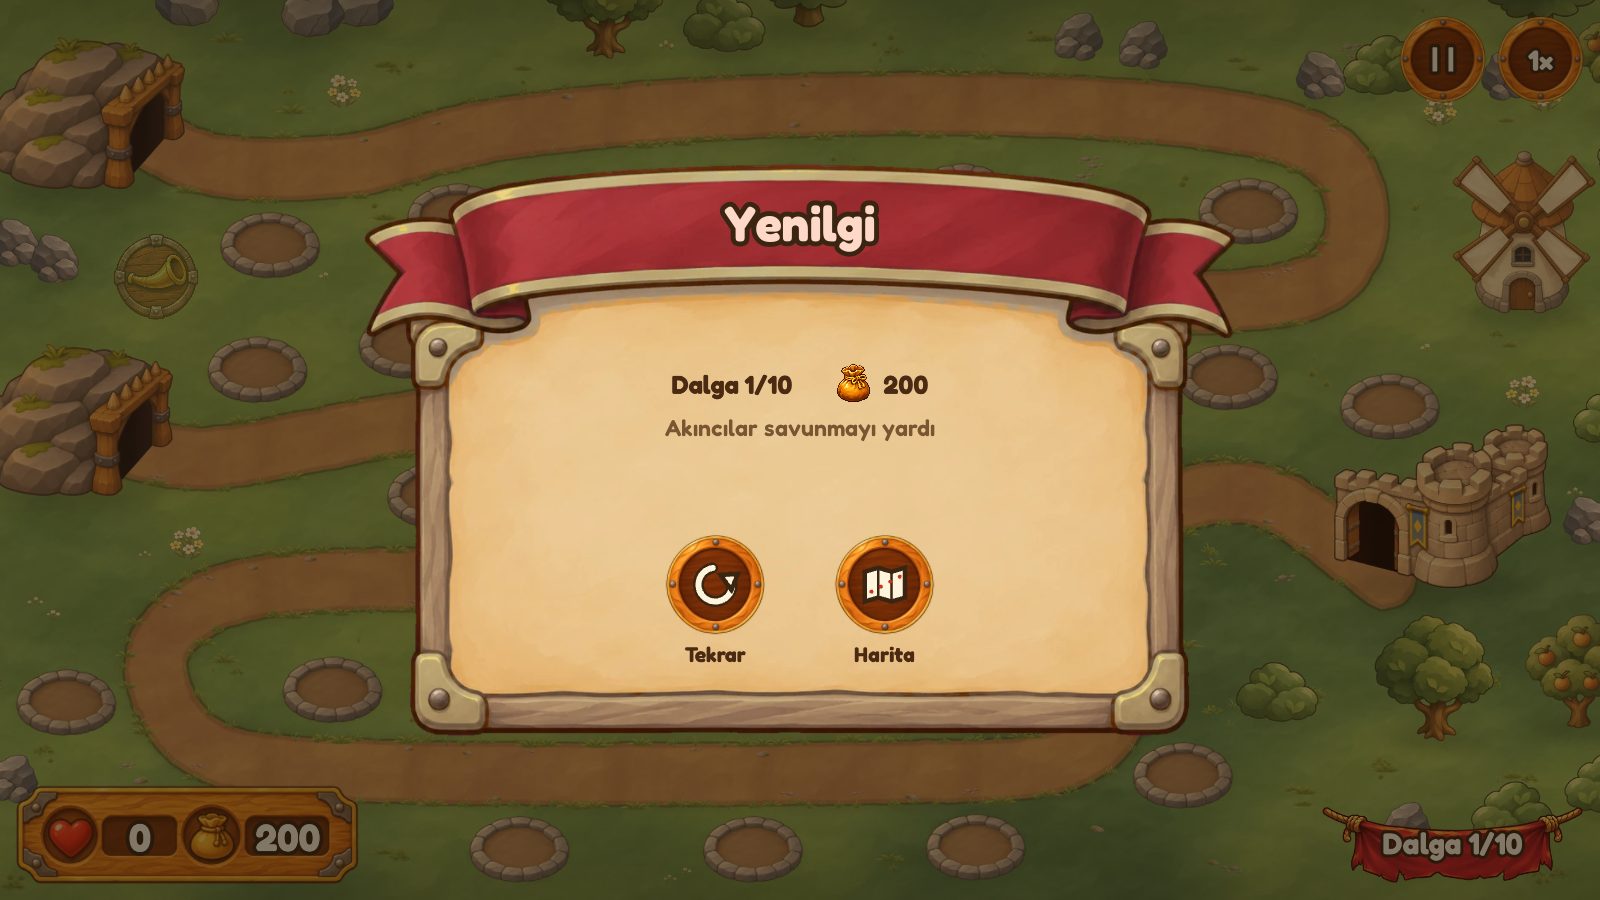 1x
Yenilgi
Dalga 1/10 200
Akıncılar savunmayı yardı
Tekrar Harita
0 200
Dalga 1/10